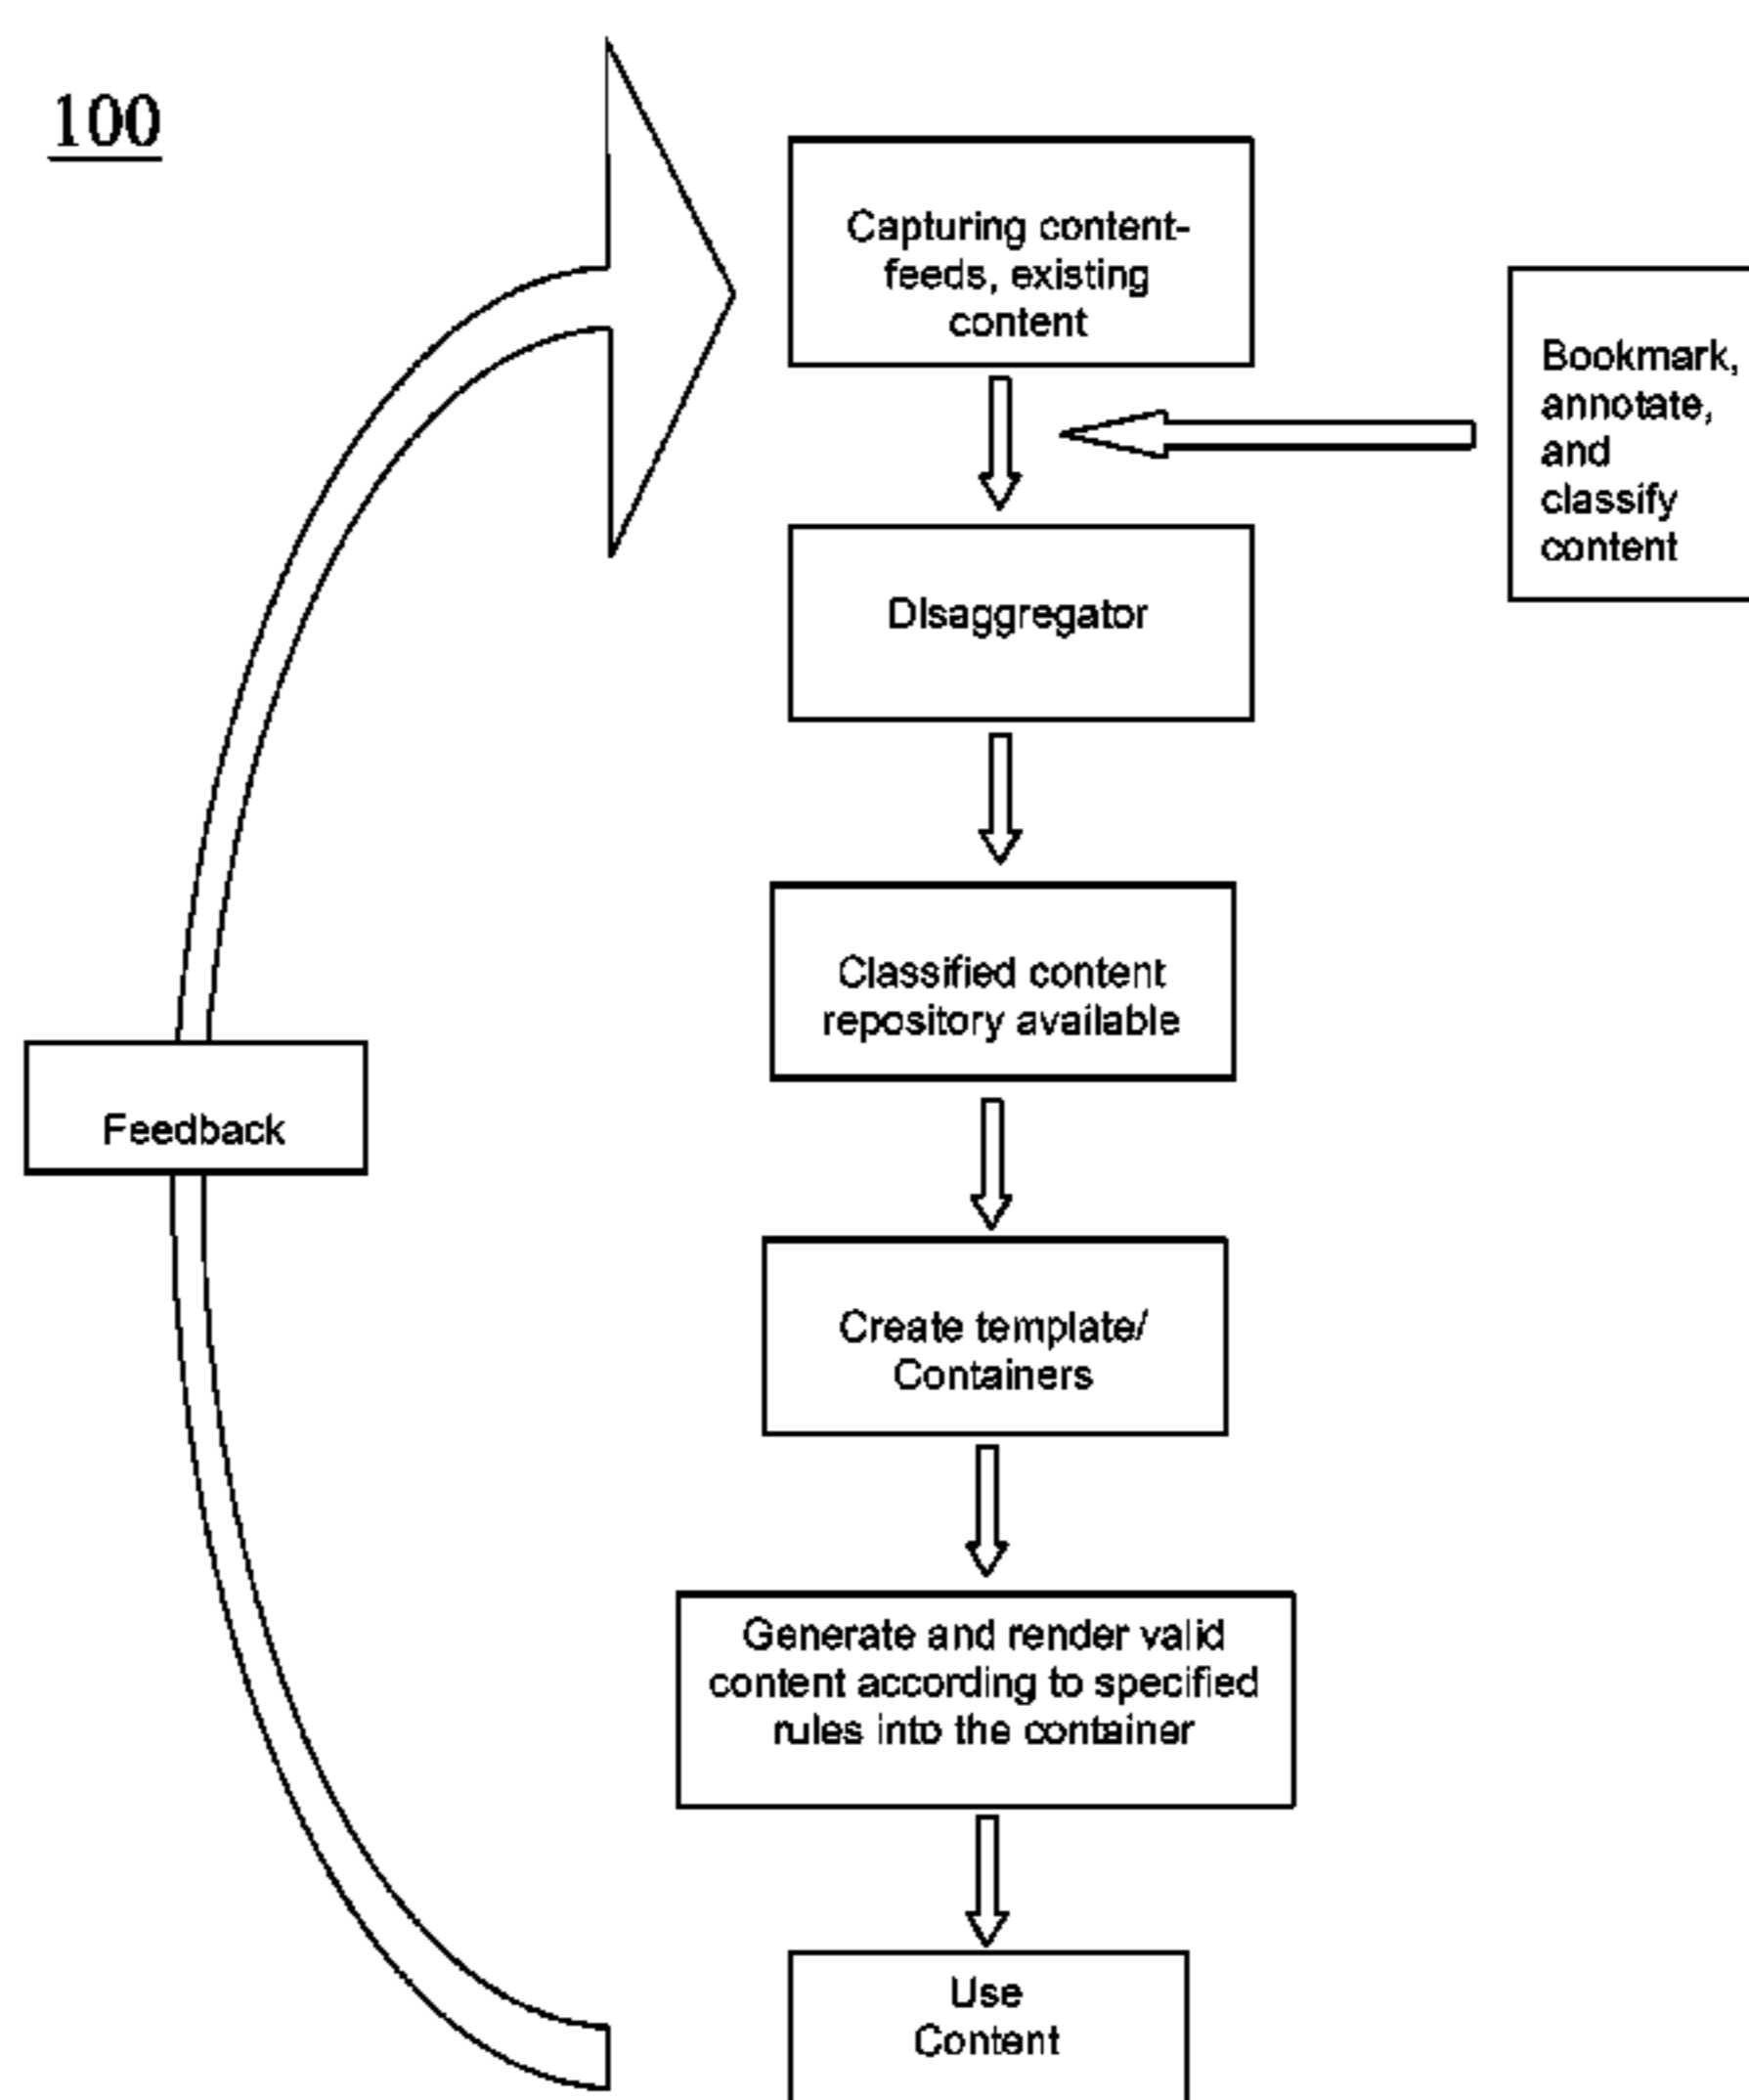 100
Capturing content-
feeds, existing
content
Bookmark,
annotate,
and
classify
content
Disaggregator
Classified content
repository available
Feedback
Create template/
Containers
Generate and render valid
content according to specified
rules into the container
Use
Content